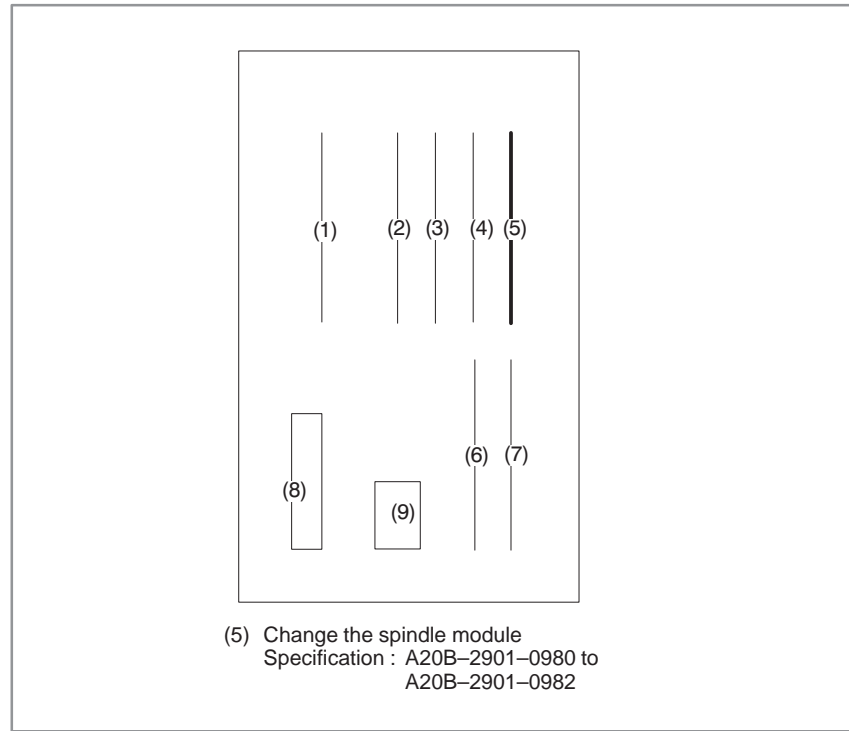 (1) (2) (3) (4) (5)
(6) (7)
(8)
(9)
(5) Change the spindle module
Specification : A20B–2901–0980 to
A20B–2901–0982